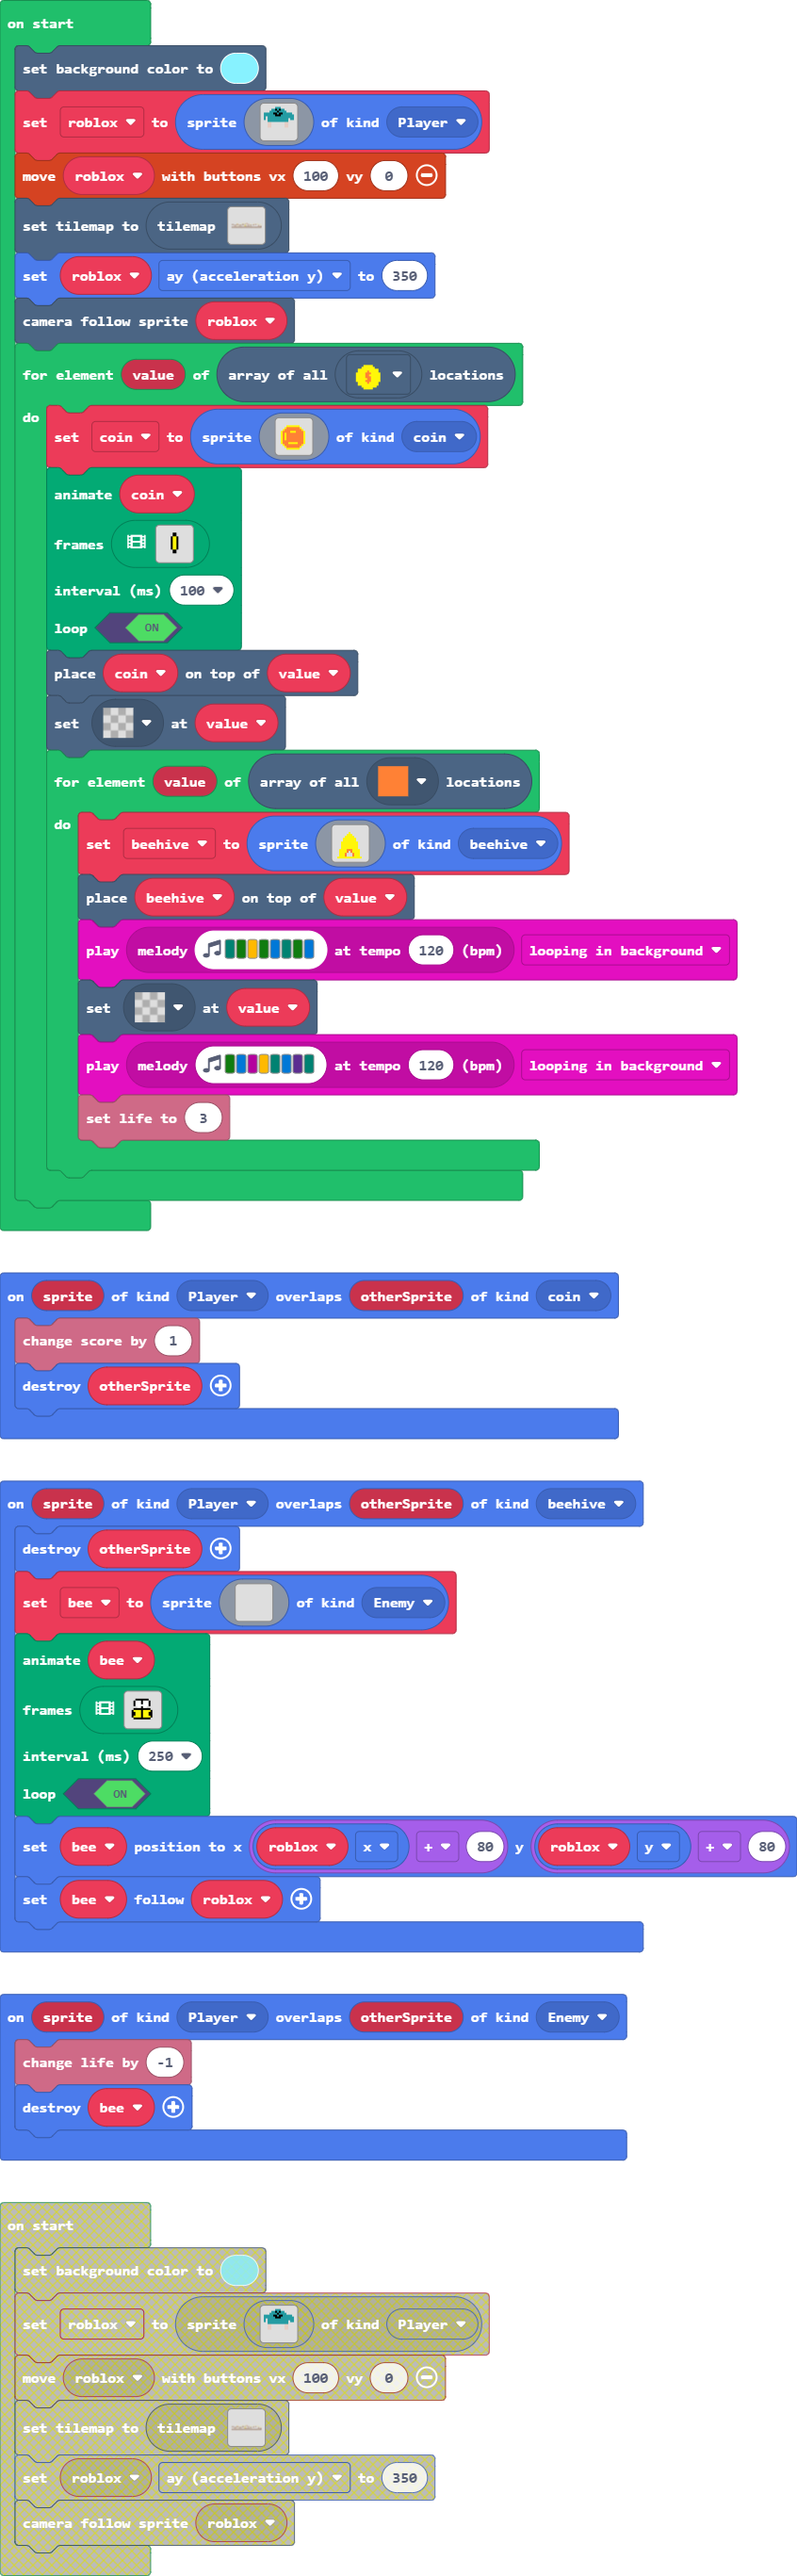 on start
set background color to
set roblox to sprite of kind Player
move roblox with buttons vx 100 vy 0
set tilemap to tilemap
set roblox ay (acceleration y) to 350
camera follow sprite roblox
for element value of array of all $ locations
do
set coin to sprite of kind coin
animate coin
frames
interval (ms) 100
loop ON
place coin on top of value
set at value
for element value of array of all locations
do
set beehive to sprite of kind beehive
place beehive on top of value
play melody at tempo 120 (bpm) looping in background
set at value
play melody at tempo 120 (bpm) looping in background
set life to 3
on sprite of kind Player overlaps otherSprite of kind coin
change score by 1
destroy otherSprite
on sprite of kind Player overlaps otherSprite of kind beehive
destroy otherSprite
set bee to sprite of kind Enemy
animate bee
frames
interval (ms) 250
loop ON
set bee position to x roblox x + 80 y roblox y + 80
set bee follow roblox
on sprite of kind Player overlaps otherSprite of kind Enemy
change life by -1
destroy bee
on start
set background color to
set roblox to sprite of kind Player
move roblox with buttons vx 100 vy 0
set tilemap to tilemap
set roblox ay (acceleration y) to 350
camera follow sprite roblox